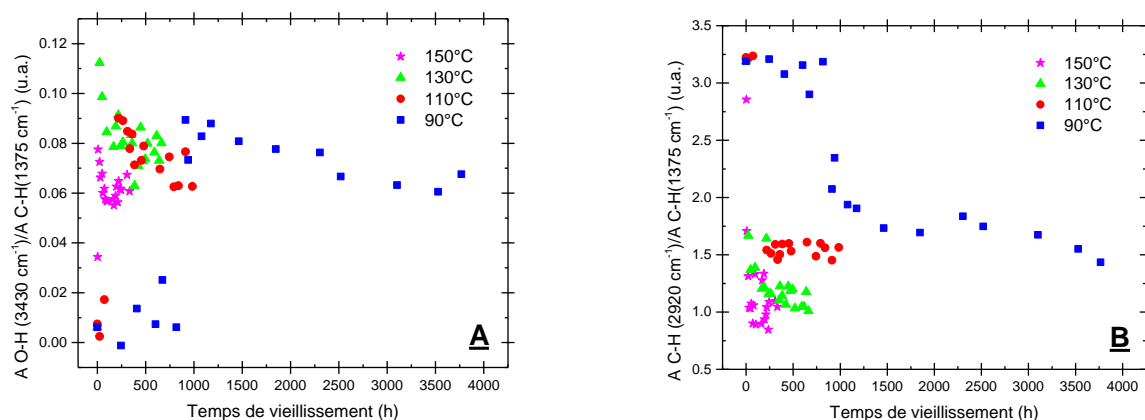 A O-H (3430 cm-1)/A C-H(1375 cm-1) (u.a.)
0.12
0.10
0.08
0.06
0.04
0.02
0.00
150°C
130°C
110°C
90°C
A
0 500 1000 1500 2000 2500 3000 3500 4000
Temps de vieillissement (h)
A C-H (2920 cm-1)/A C-H(1375 cm-1) (u.a.)
3.5
3.0
2.5
2.0
1.5
1.0
0.5
150°C
130°C
110°C
90°C
B
0 500 1000 1500 2000 2500 3000 3500 4000
Temps de vieillissement (h)